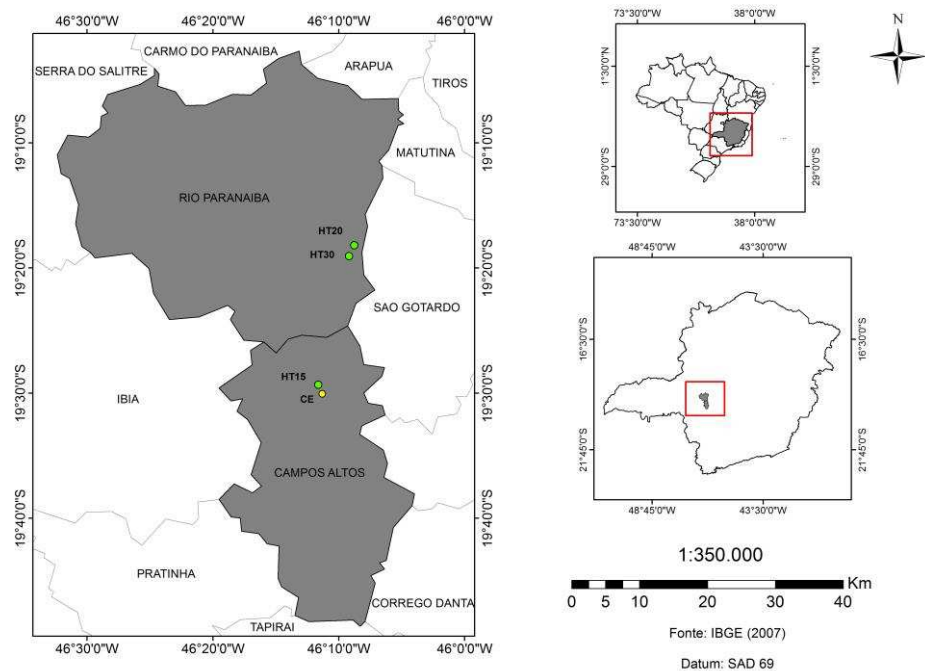 46°30'0"W 46°20'0"W 46°10'0"W 46°0'0"W
CARMO DO PARANAIBA
SERRA DO SALITRE
ARAPUA
TIROS
19°10'0"S
19°10'0"S
MATUTINA
RIO PARANAIBA
HT20
HT30
19°20'0"S
19°20'0"S
SAO GOTARDO
HT15
CE
19°30'0"S
19°30'0"S
IBIA
CAMPOS ALTOS
19°40'0"S
19°40'0"S
PRATINHA
CORREGO DANTA
TAPIRAI
46°30'0"W 46°20'0"W 46°10'0"W 46°0'0"W
73°30'0"W 38°0'0"W
N
1°30'0"S
1°30'0"S
29°0'0"S
29°0'0"S
73°30'0"W 38°0'0"W
48°45'0"W 43°30'0"W
16°30'0"S
16°30'0"S
21°45'0"S
21°45'0"S
48°45'0"W 43°30'0"W
1:350.000
Km
0 5 10 20 30 40
Fonte: IBGE (2007)
Datum: SAD 69